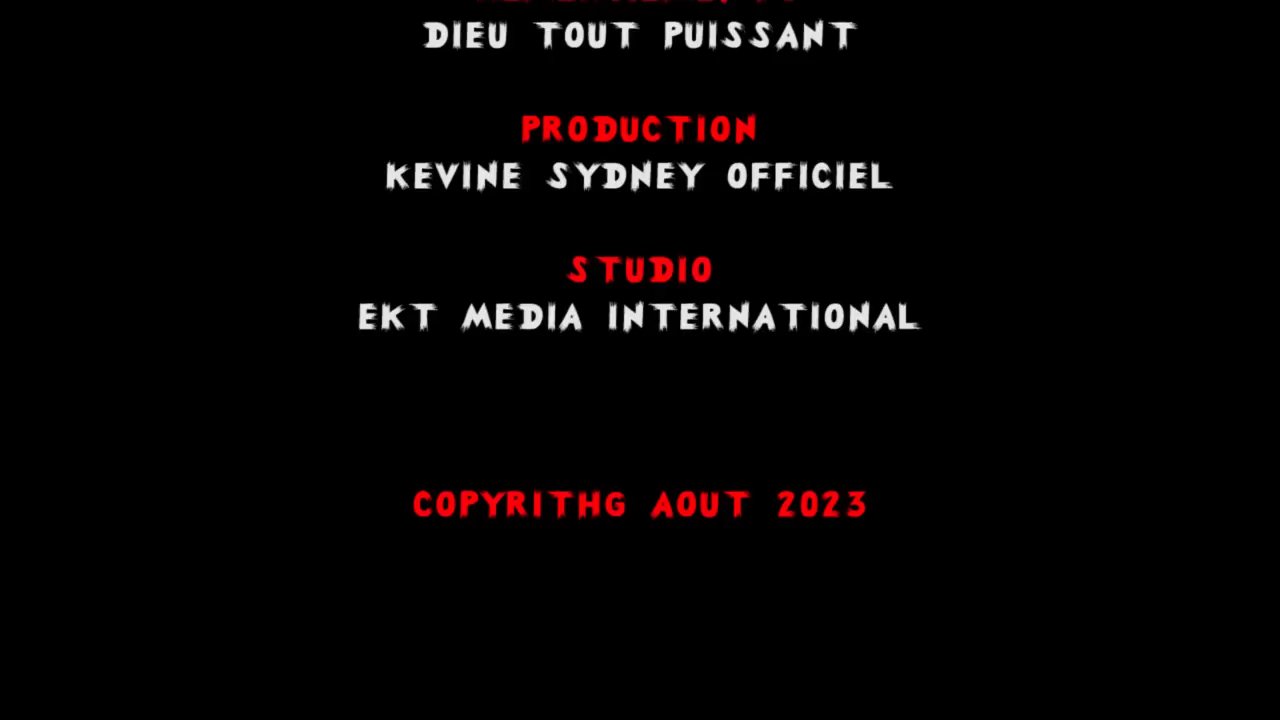 DIEU TOUT PUISSANT
PRODUCTION
KEVINE SYDNEY OFFICIEL
STUDIO
EKT MEDIA INTERNATIONAL
COPYRITHG AOUT 2023